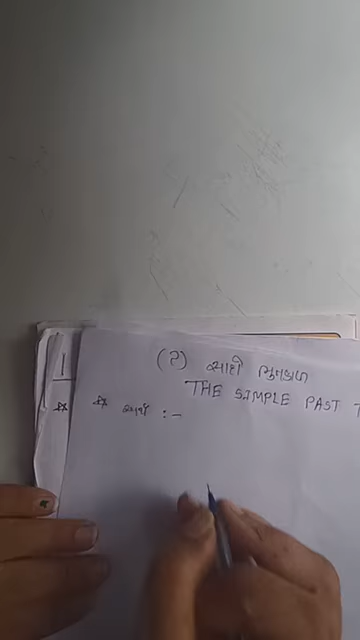 (૨) સાદો ભૂતકાળ
THE SIMPLE PAST T
* અર્થ :-